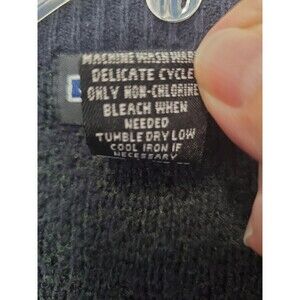 MACHINE WASH WARM
DELICATE CYCLE
ONLY NON-CHLORINE
BLEACH WHEN
NEEDED
TUMBLE DRY LOW
COOL IRON IF
NECESSARY